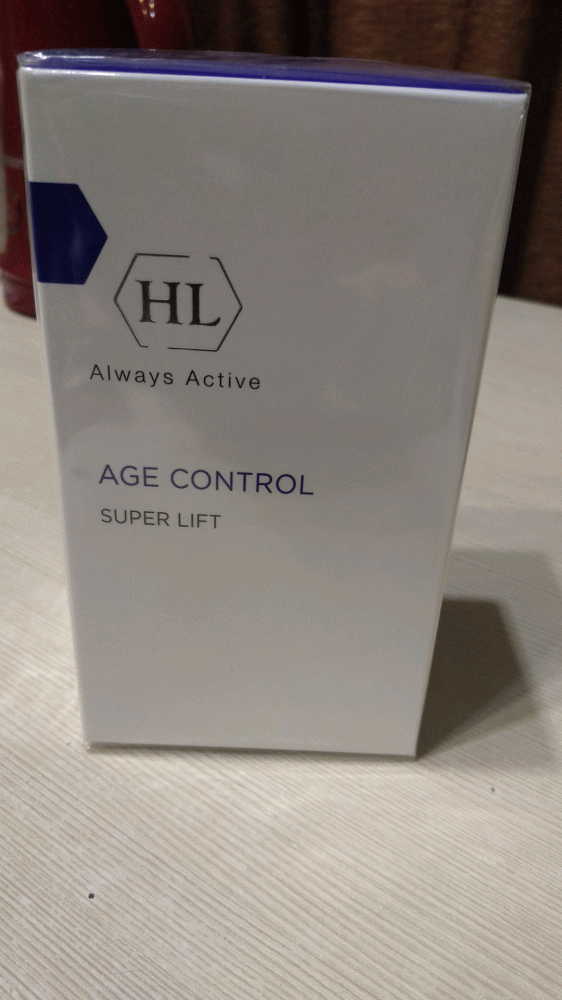 HL
Always Active
AGE CONTROL
SUPER LIFT